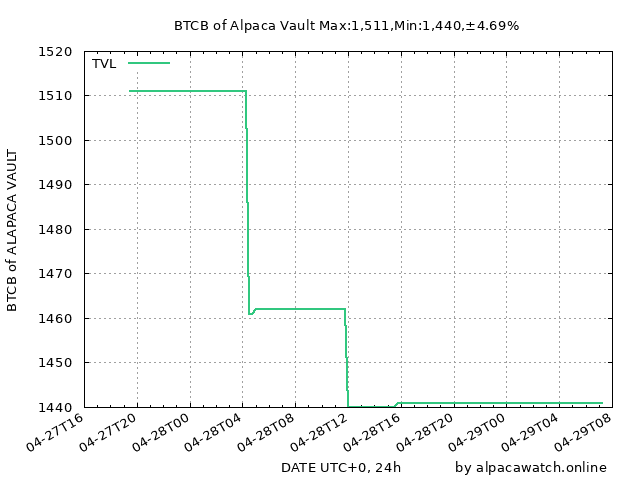 BTCB of Alpaca Vault Max:1,511,Min:1,440,±4.69%
TVL
1520
1510
1500
1490
1480
1470
1460
1450
1440
BTCB of ALAPACA VAULT
04-27T16
04-27T20
04-28T00
04-28T04
04-28T08
04-28T12
04-28T16
04-28T20
04-29T00
04-29T04
04-29T08
DATE UTC+0, 24h
by alpacawatch.online